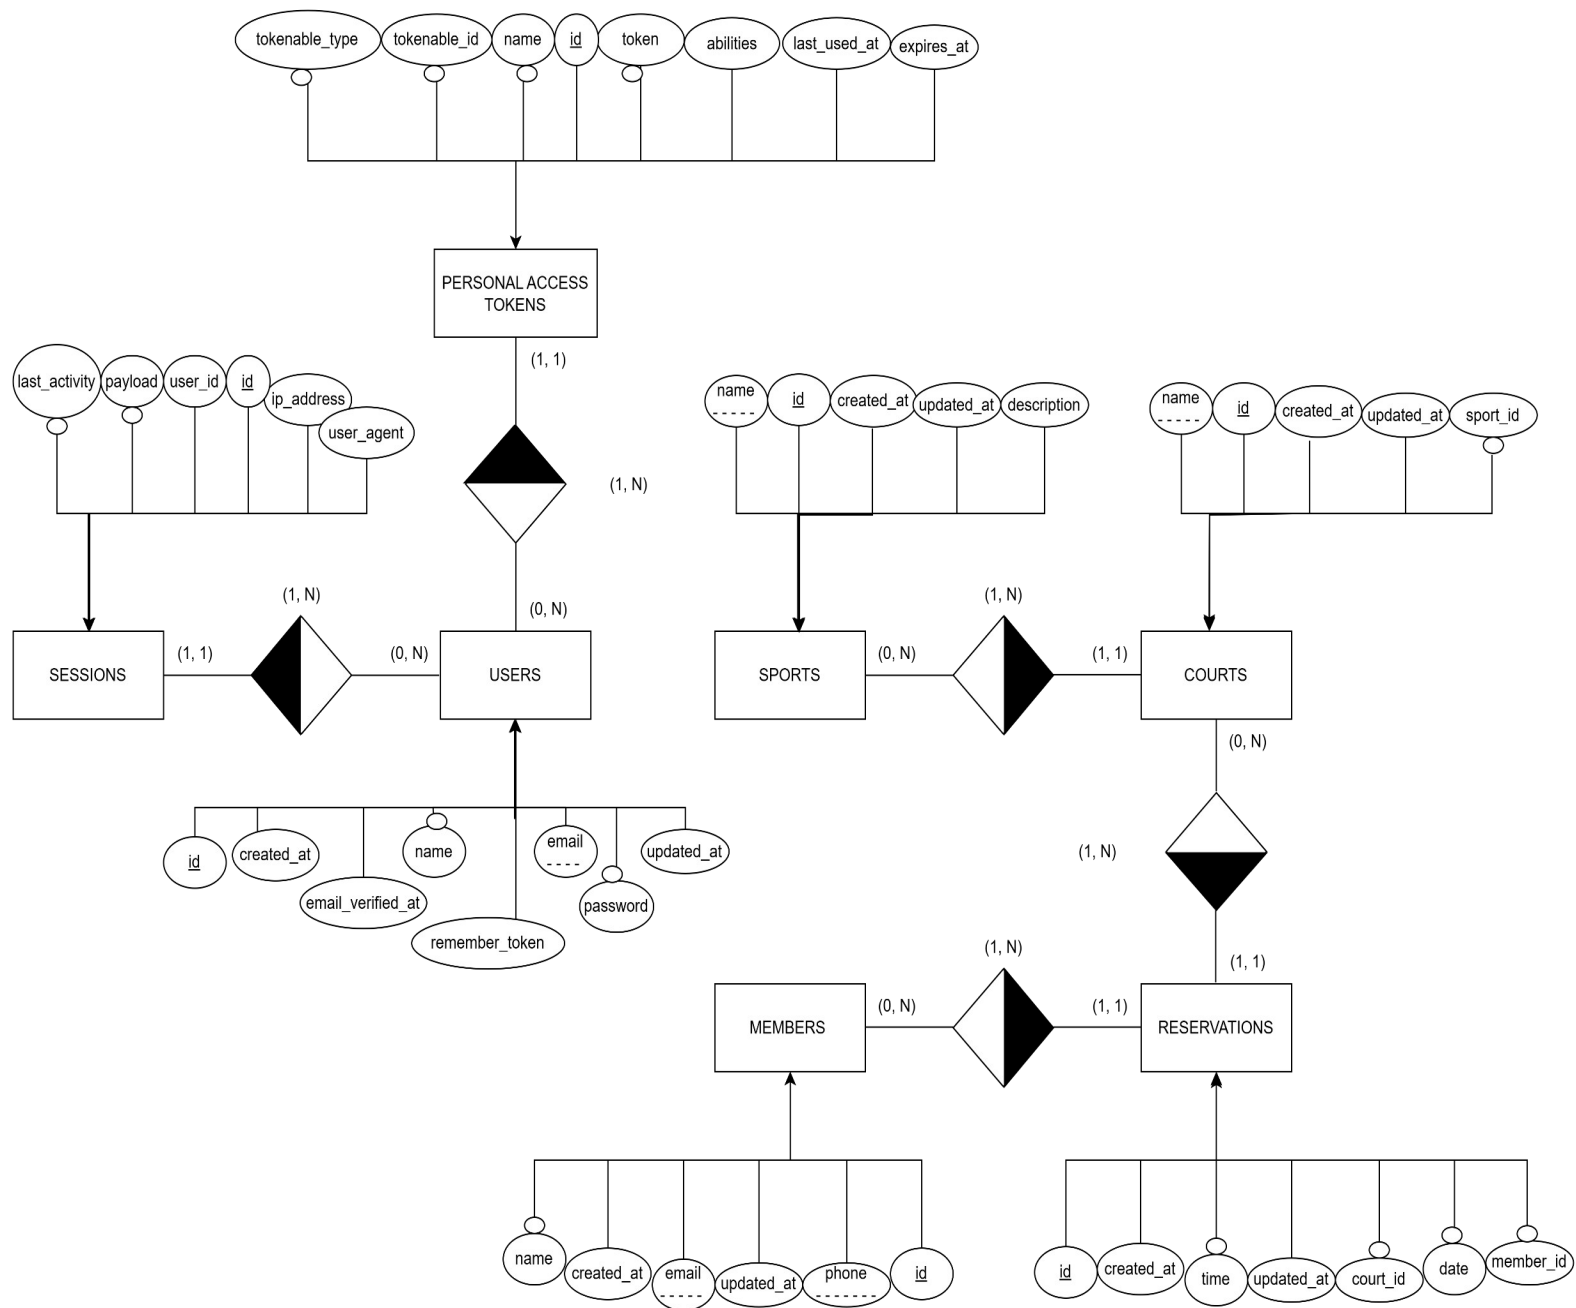 tokenable_type
tokenable_id
name
id
token
abilities
last_used_at
expires_at
PERSONAL ACCESS
TOKENS
(1, 1)
last_activity
payload
user_id
id
ip_address
user_agent
name
id
created_at
updated_at
description
name
id
created_at
updated_at
sport_id
(1, N)
(1, N)
(0, N)
(1, N)
SESSIONS
(1, 1)
(0, N)
USERS
SPORTS
(0, N)
(1, 1)
COURTS
(0, N)
id
created_at
email_verified_at
name
remember_token
email
password
updated_at
(1, N)
(1, N)
(1, 1)
MEMBERS
(0, N)
(1, 1)
RESERVATIONS
name
created_at
email
updated_at
phone
id
id
created_at
time
updated_at
court_id
date
member_id